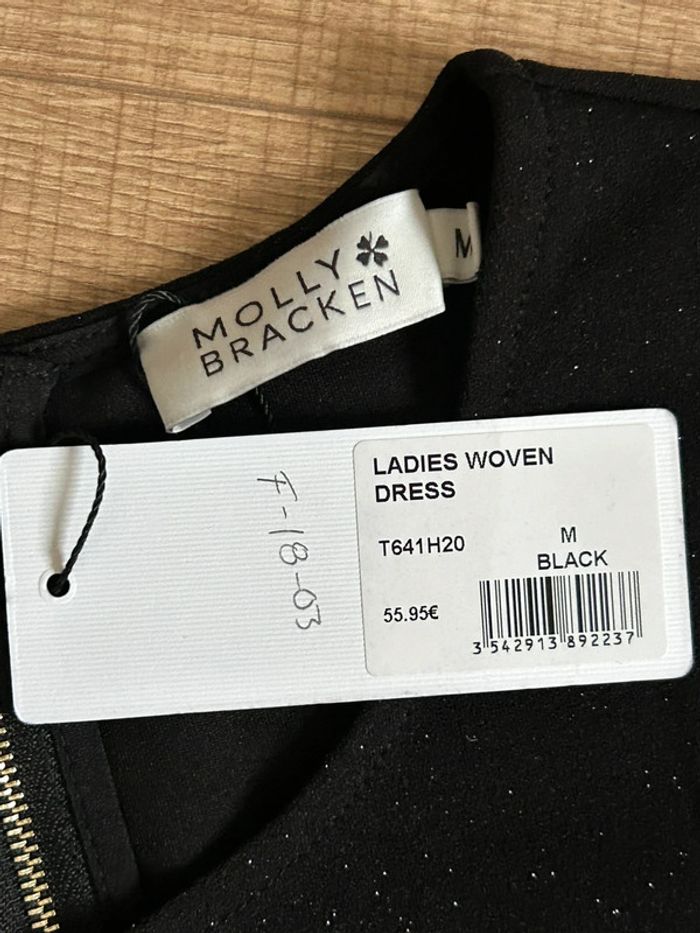 MOLLY
BRACKEN
M
LADIES WOVEN
DRESS
T641H20
M
BLACK
55.95€
3 542913 892237
F-18-03